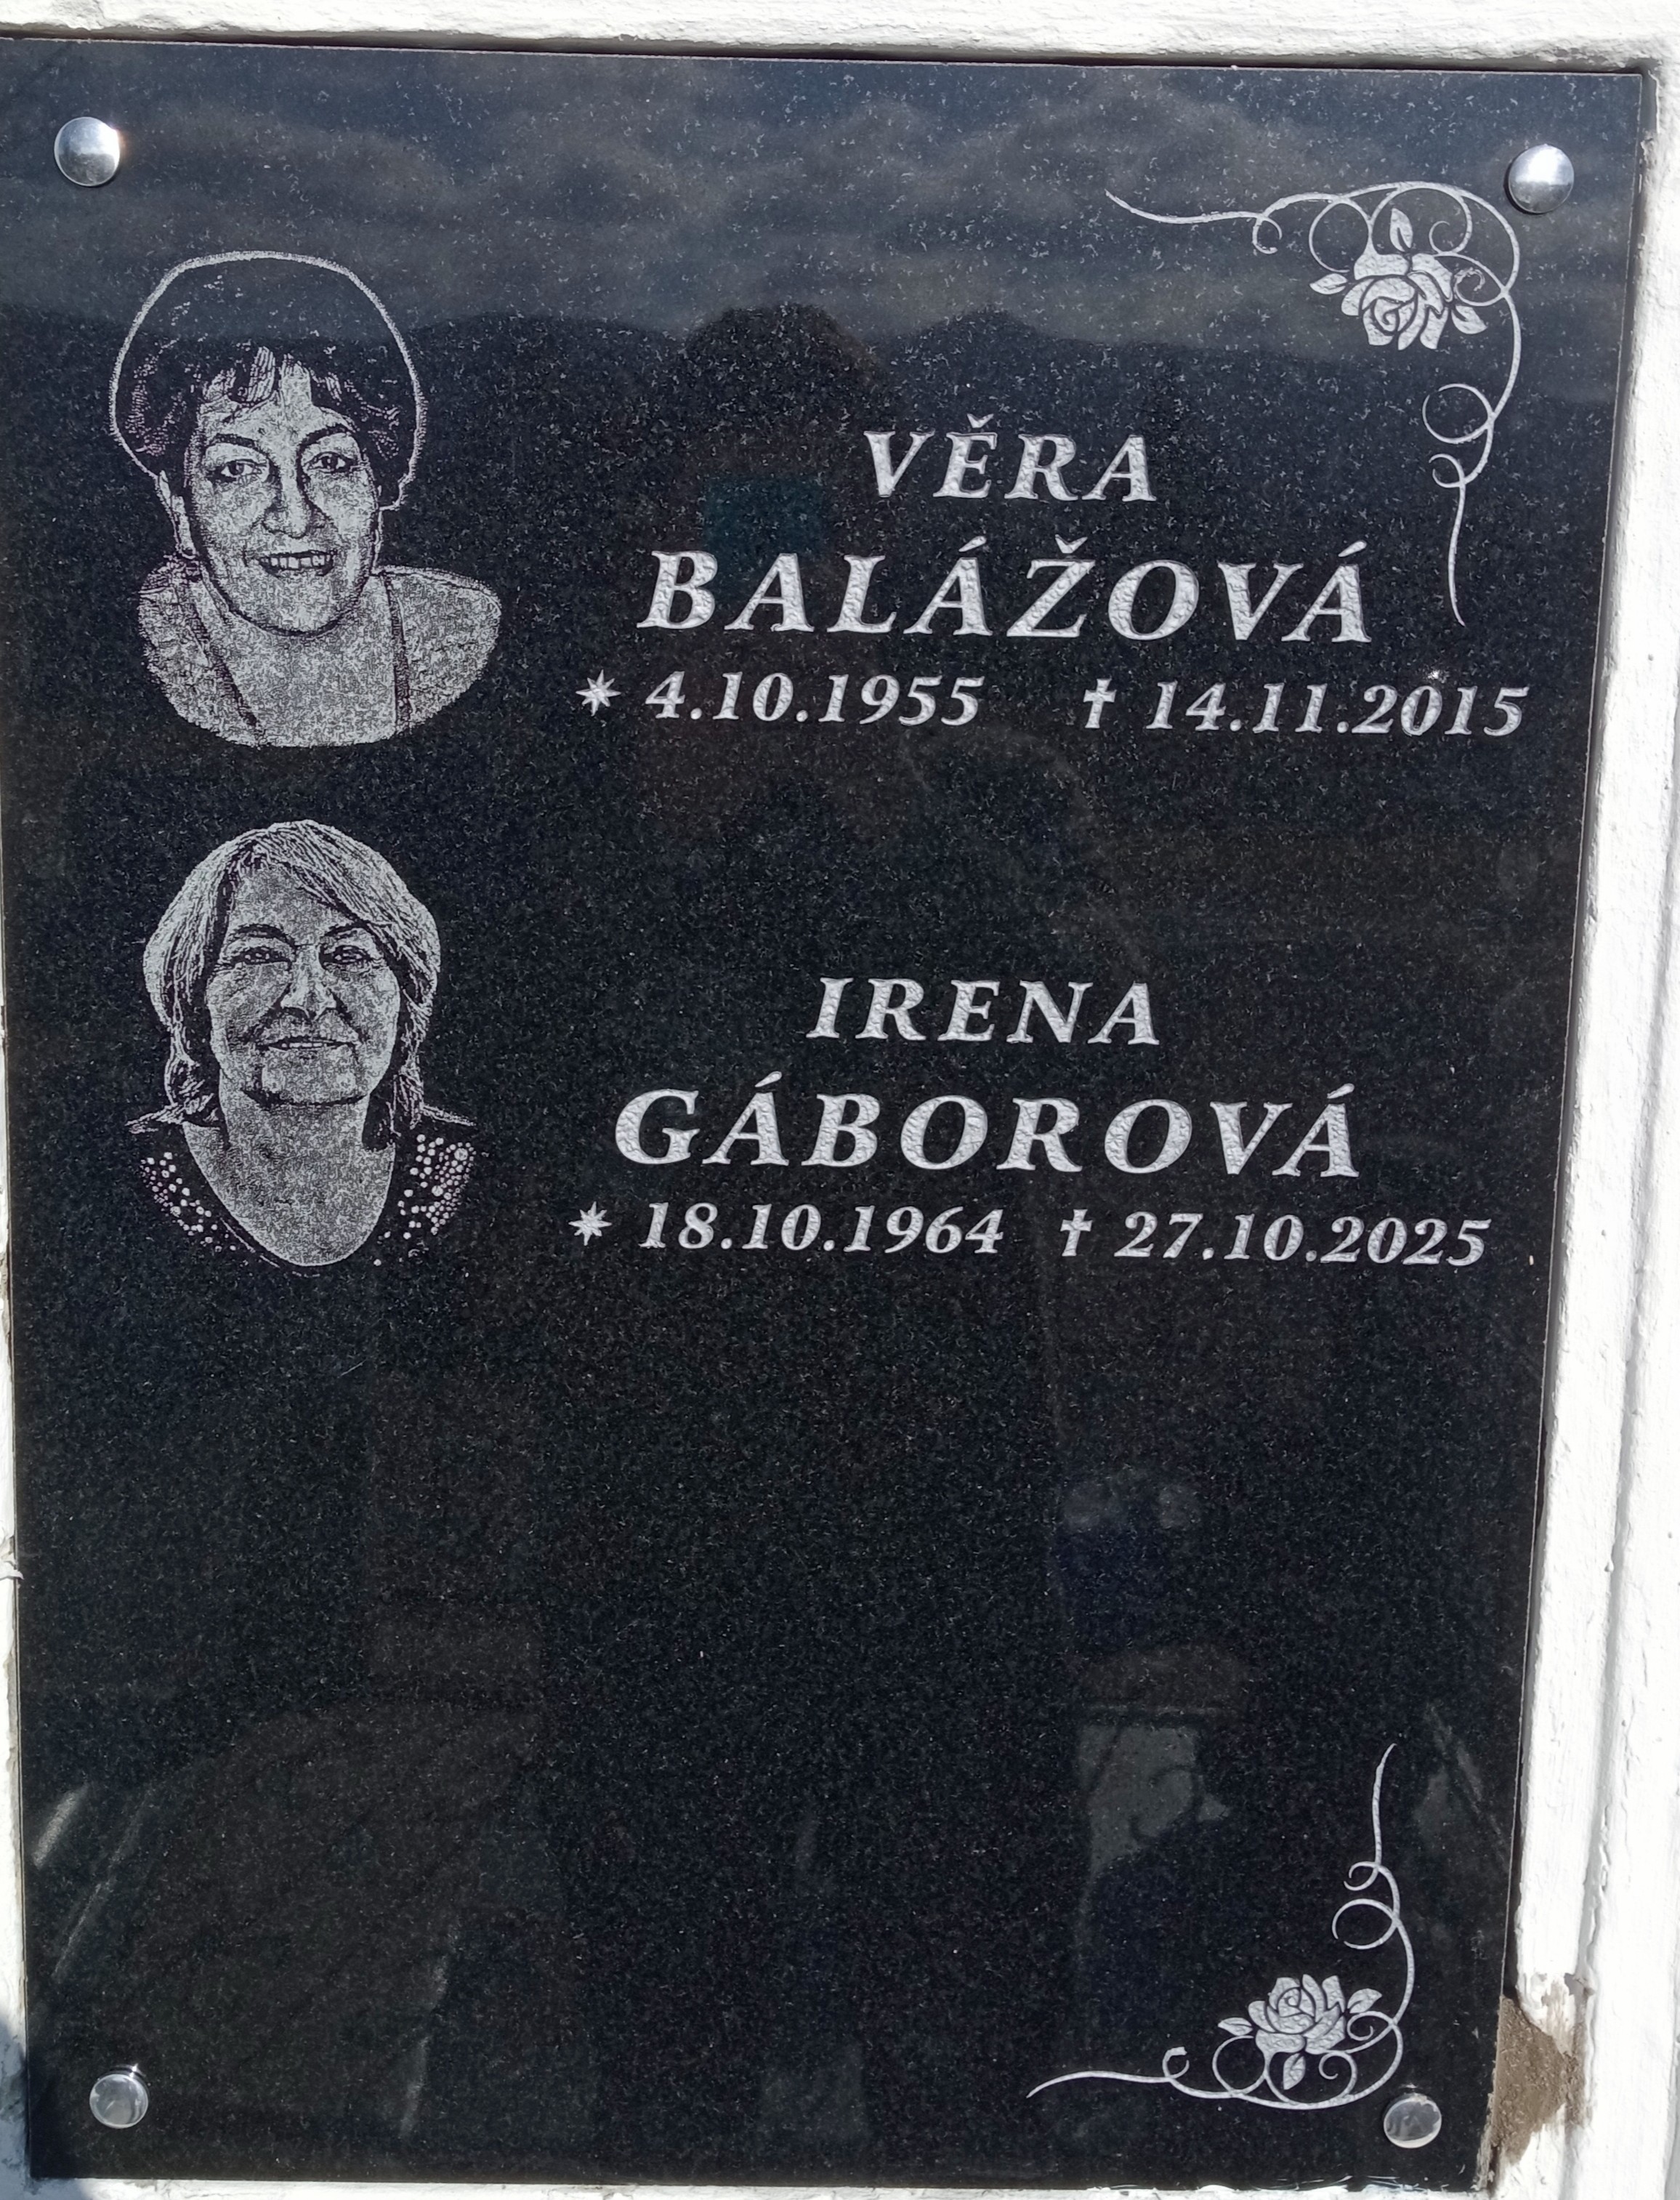 VĚRA
BALÁŽOVÁ
* 4.10.1955 † 14.11.2015
IRENA
GÁBOROVÁ
* 18.10.1964 † 27.10.2025